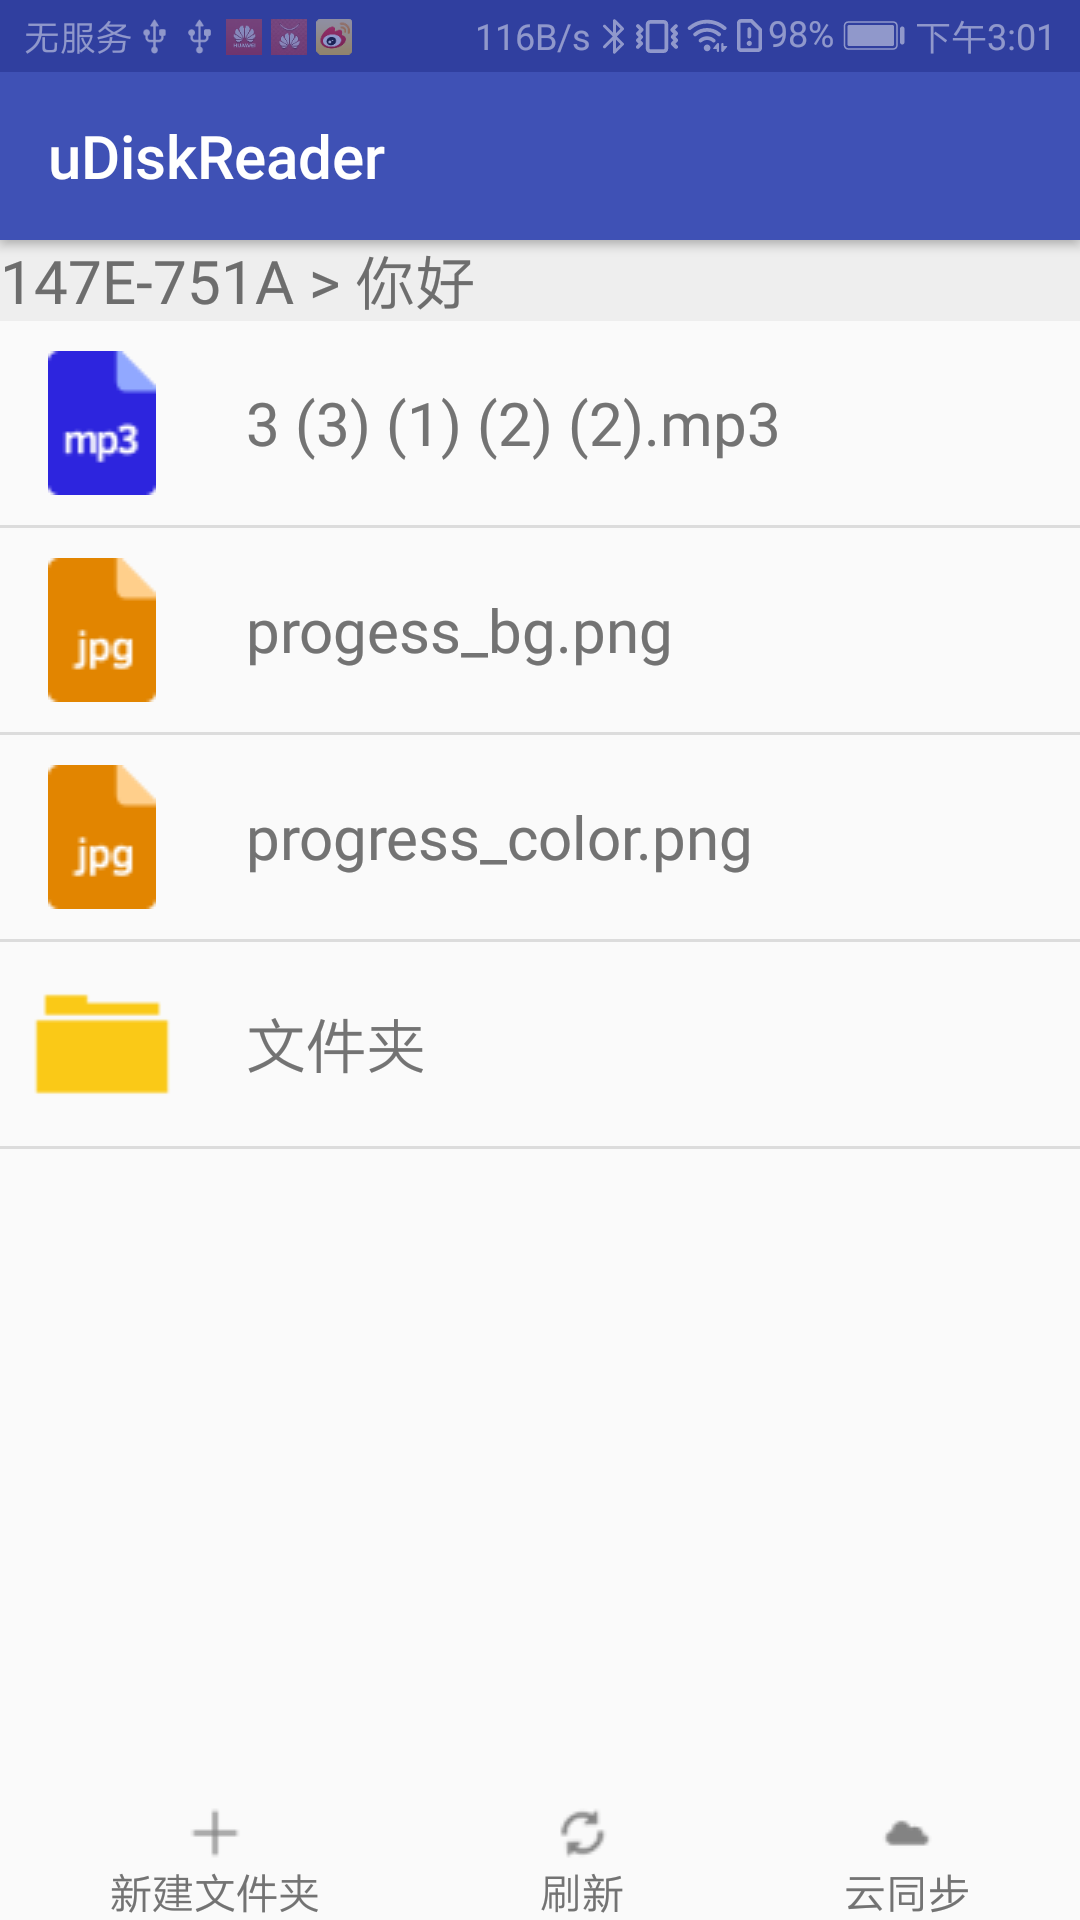 无服务 116B/s 98% 下午3:01
uDiskReader
147E-751A > 你好
mp3 3 (3) (1) (2) (2).mp3
jpg progess_bg.png
jpg progress_color.png
文件夹
新建文件夹 刷新 云同步